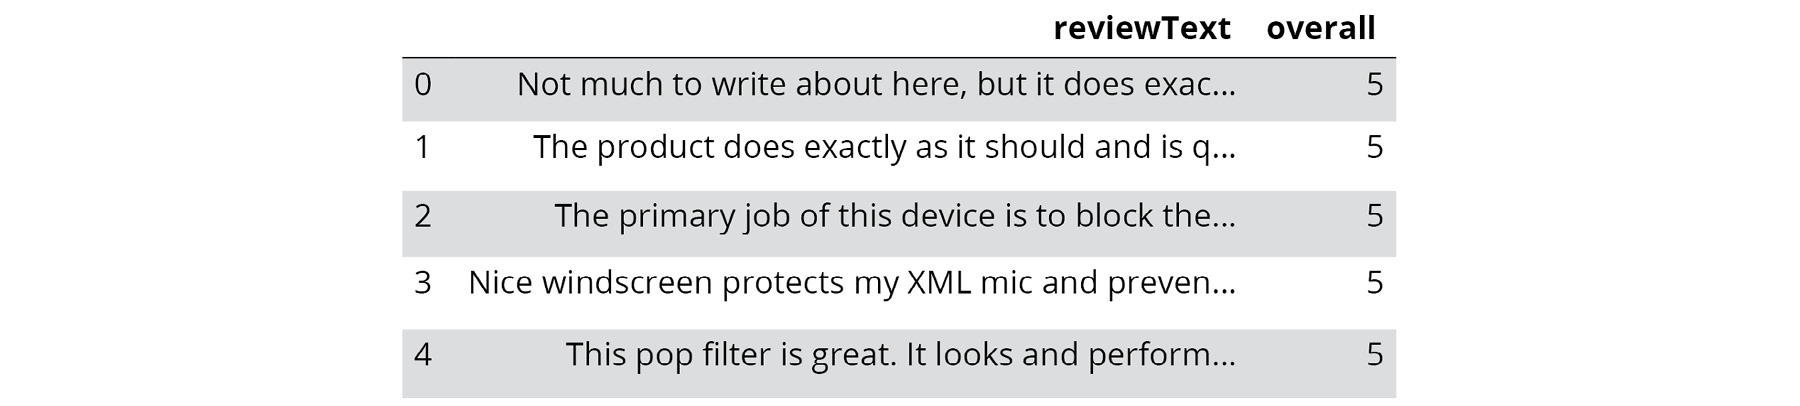 reviewText overall
0 Not much to write about here, but it does exac... 5
1 The product does exactly as it should and is q... 5
2 The primary job of this device is to block the... 5
3 Nice windscreen protects my XML mic and preven... 5
4 This pop filter is great. It looks and perform... 5